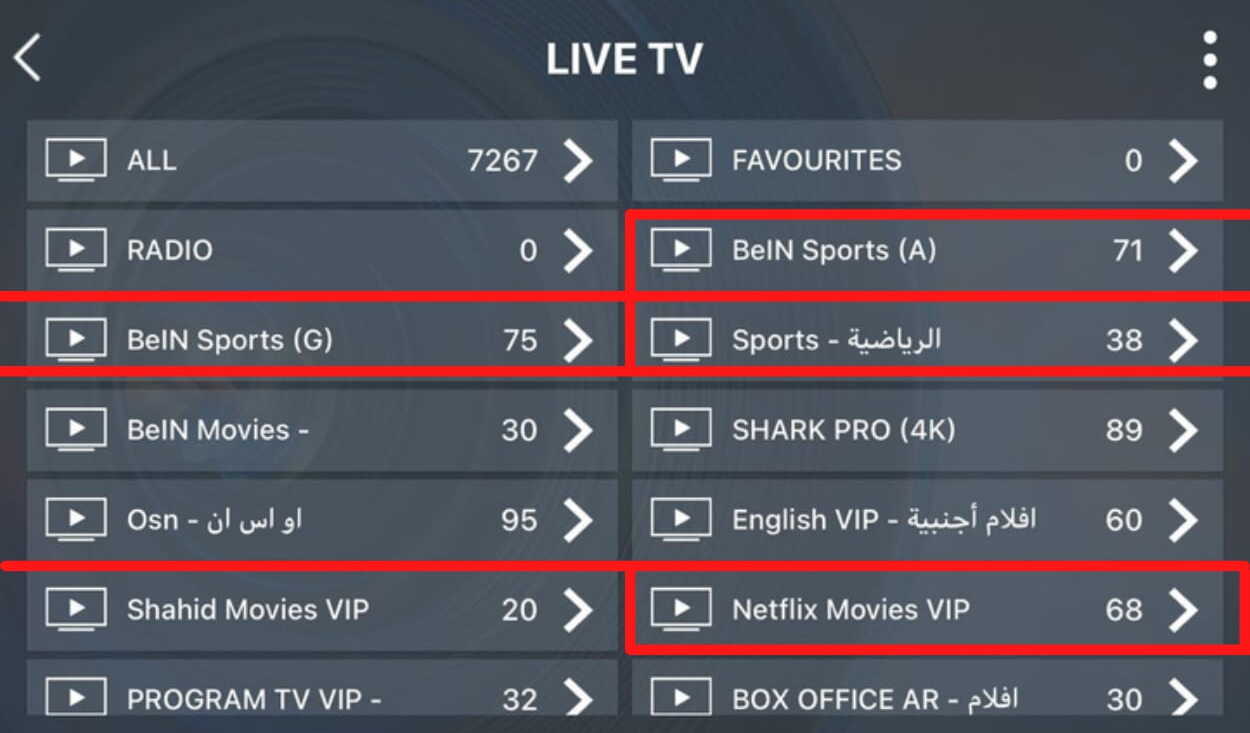 LIVE TV
ALL 7267
FAVOURITES 0
RADIO 0
BeIN Sports (A) 71
BeIN Sports (G) 75
Sports - الرياضية 38
BeIN Movies - 30
SHARK PRO (4K) 89
Osn - او اس ان 95
English VIP - افلام أجنبية 60
Shahid Movies VIP 20
Netflix Movies VIP 68
PROGRAM TV VIP - 32
BOX OFFICE AR - افلام 30